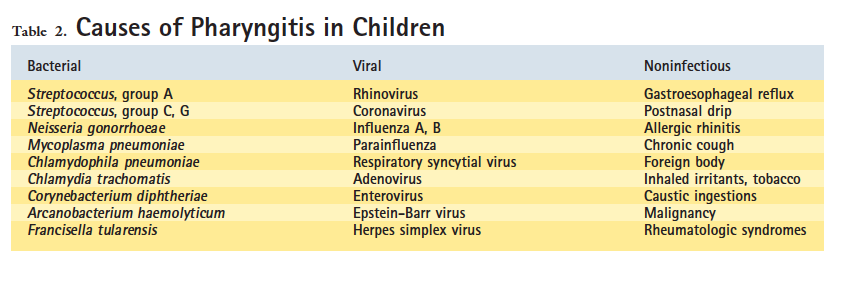 Table 2. Causes of Pharyngitis in Children
Bacterial Viral Noninfectious
Streptococcus, group A Rhinovirus Gastroesophageal reflux
Streptococcus, group C, G Coronavirus Postnasal drip
Neisseria gonorrhoeae Influenza A, B Allergic rhinitis
Mycoplasma pneumoniae Parainfluenza Chronic cough
Chlamydophila pneumoniae Respiratory syncytial virus Foreign body
Chlamydia trachomatis Adenovirus Inhaled irritants, tobacco
Corynebacterium diphtheriae Enterovirus Caustic ingestions
Arcanobacterium haemolyticum Epstein-Barr virus Malignancy
Francisella tularensis Herpes simplex virus Rheumatologic syndromes